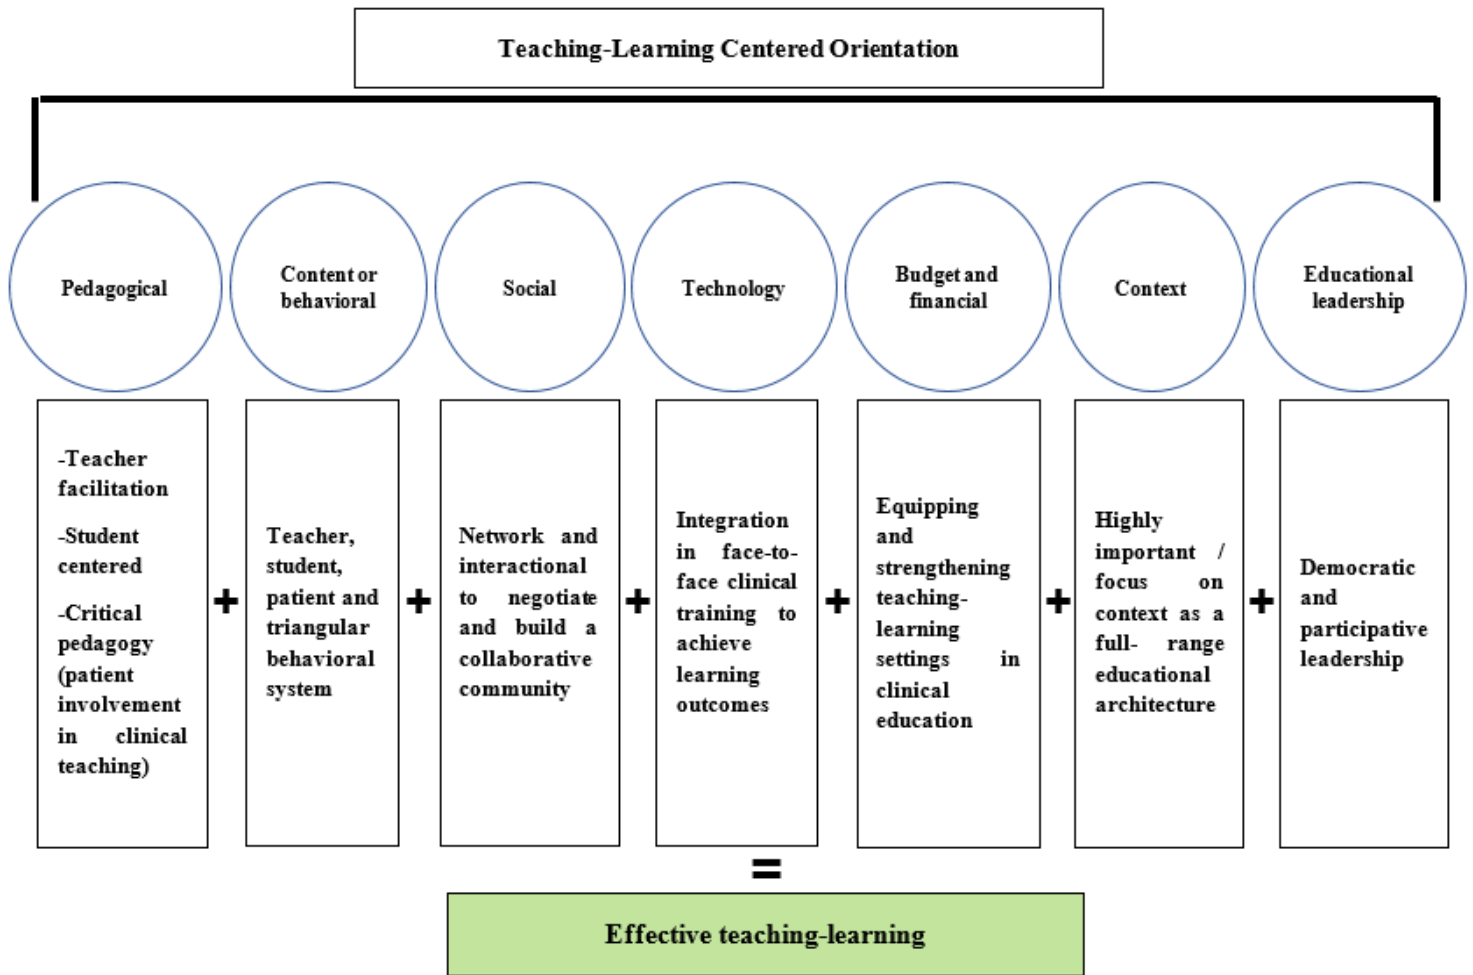 Teaching-Learning Centered Orientation
Pedagogical
Content or
behavioral
Social
Technology
Budget and
financial
Context
Educational
leadership
-Teacher
facilitation
-Student
centered
-Critical
pedagogy
(patient
involvement
in clinical
teaching)
+
Teacher,
student,
patient and
triangular
behavioral
system
+
Network and
interactional
to negotiate
and build a
collaborative
community
+
Integration
in face-to-
face clinical
training to
achieve
learning
outcomes
+
Equipping
and
strengthening
teaching-
learning
settings in
clinical
education
+
Highly
important /
focus on
context as a
full- range
educational
architecture
+
Democratic
and
participative
leadership
=
Effective teaching-learning